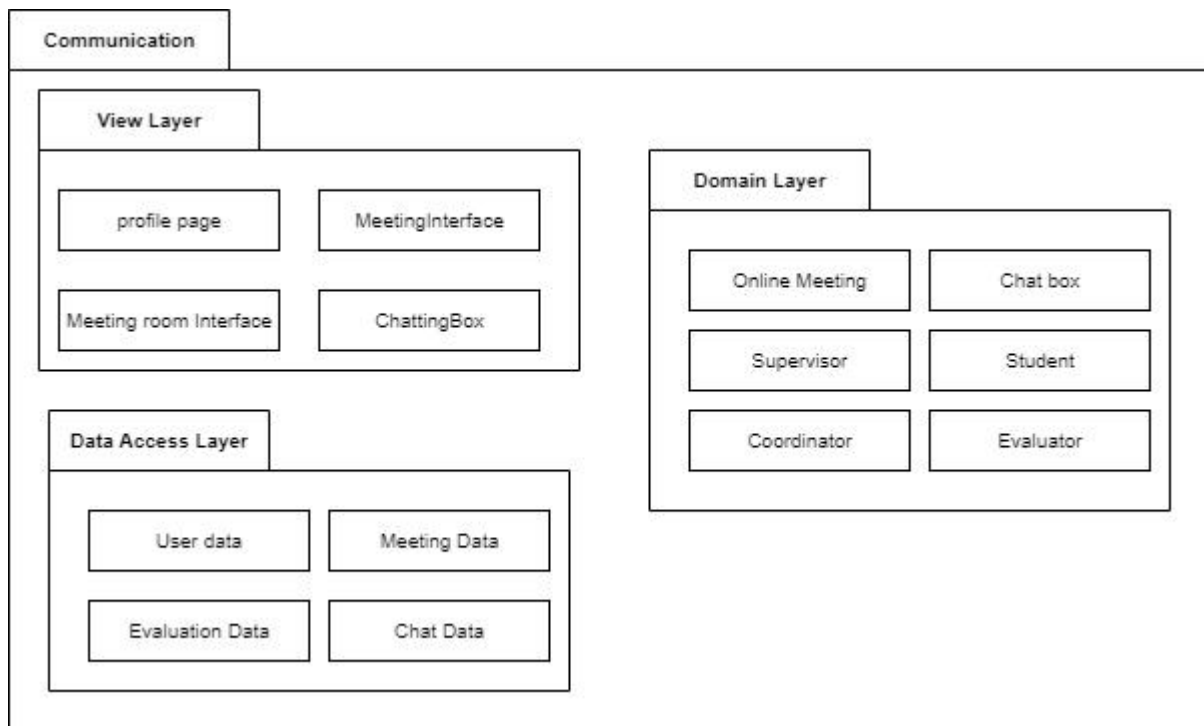 Communication
View Layer
profile page
MeetingInterface
Meeting room Interface
ChattingBox
Domain Layer
Online Meeting
Chat box
Supervisor
Student
Coordinator
Evaluator
Data Access Layer
User data
Meeting Data
Evaluation Data
Chat Data